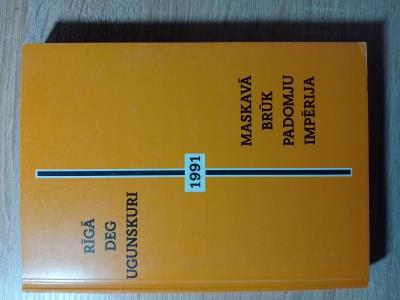 RĪGĀ
DEG
UGUNSKURI
1991
MASKAVĀ
BRŪK
PADOMJU
IMPĒRIJA